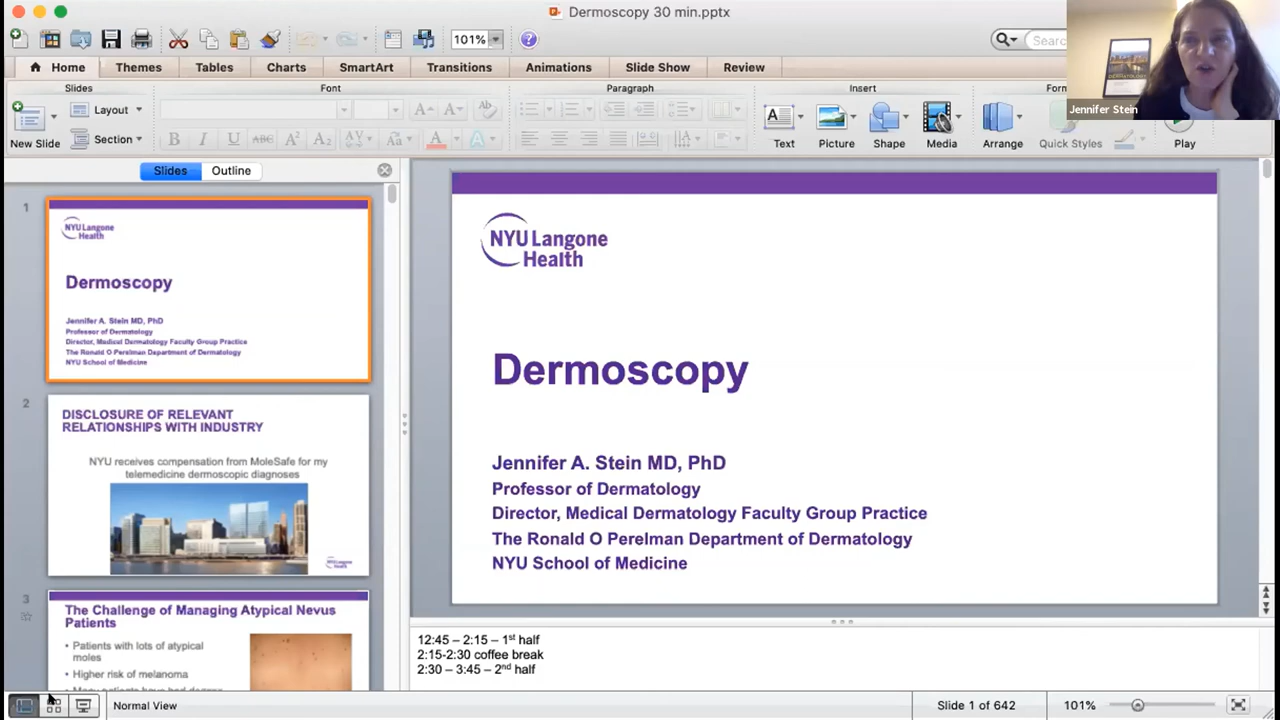 Dermoscopy 30 min.pptx
101%
Home
Themes
Tables
Charts
SmartArt
Transitions
Animations
Slide Show
Review
Slides
Font
Paragraph
Insert
New Slide
Layout
Section
Text
Picture
Shape
Media
Arrange
Quick Styles
Play
Jennifer Stein
Slides
Outline
1
NYU Langone
Health
Dermoscopy
Jennifer A. Stein MD, PhD
Professor of Dermatology
Director, Medical Dermatology Faculty Group Practice
The Ronald O Perelman Department of Dermatology
NYU School of Medicine
2
DISCLOSURE OF RELEVANT
RELATIONSHIPS WITH INDUSTRY
NYU receives compensation from MoleSafe for my
telemedicine dermoscopic diagnoses
3
The Challenge of Managing Atypical Nevus
Patients
• Patients with lots of atypical
moles
• Higher risk of melanoma
NYU Langone
Health
Dermoscopy
Jennifer A. Stein MD, PhD
Professor of Dermatology
Director, Medical Dermatology Faculty Group Practice
The Ronald O Perelman Department of Dermatology
NYU School of Medicine
12:45 – 2:15 – 1st half
2:15-2:30 coffee break
2:30 – 3:45 – 2nd half
Normal View
Slide 1 of 642
101%